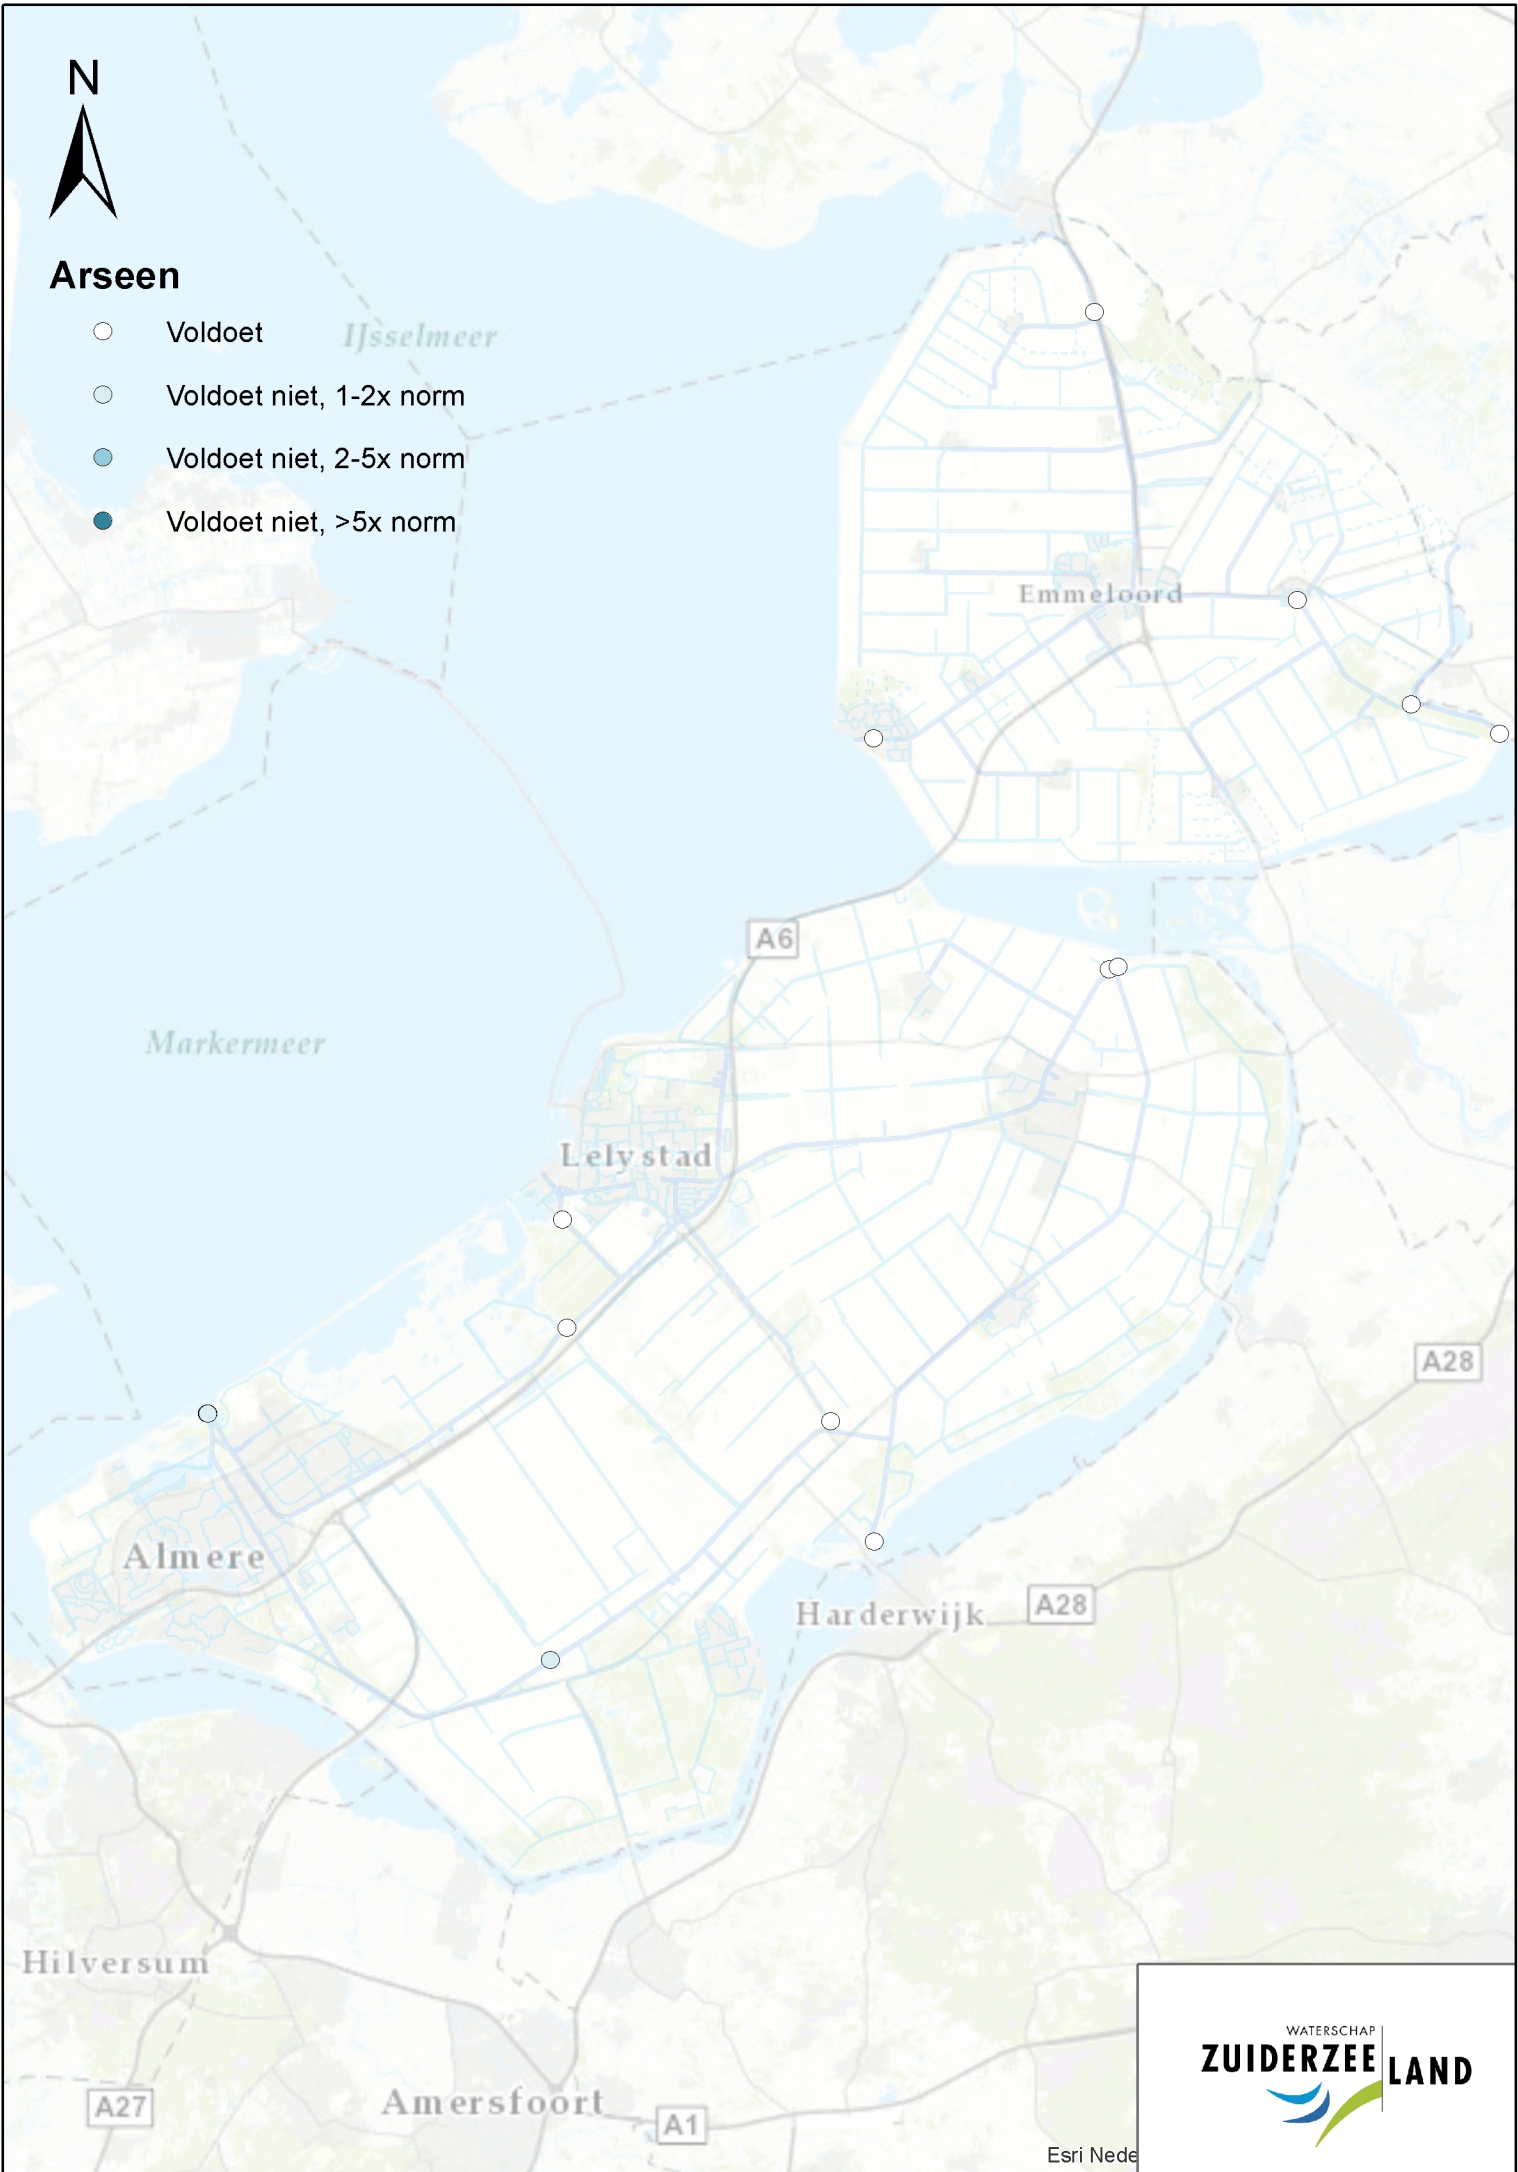 N
Arseen
Voldoet
Voldoet niet, 1-2x norm
Voldoet niet, 2-5x norm
Voldoet niet, >5x norm
IJsselmeer
Emmeloord
A6
Markermeer
Lelystad
A28
Almere
Harderwijk
A28
Hilversum
A27
Amersfoort
A1
Esri Nede
WATERSCHAP
ZUIDERZEE
LAND